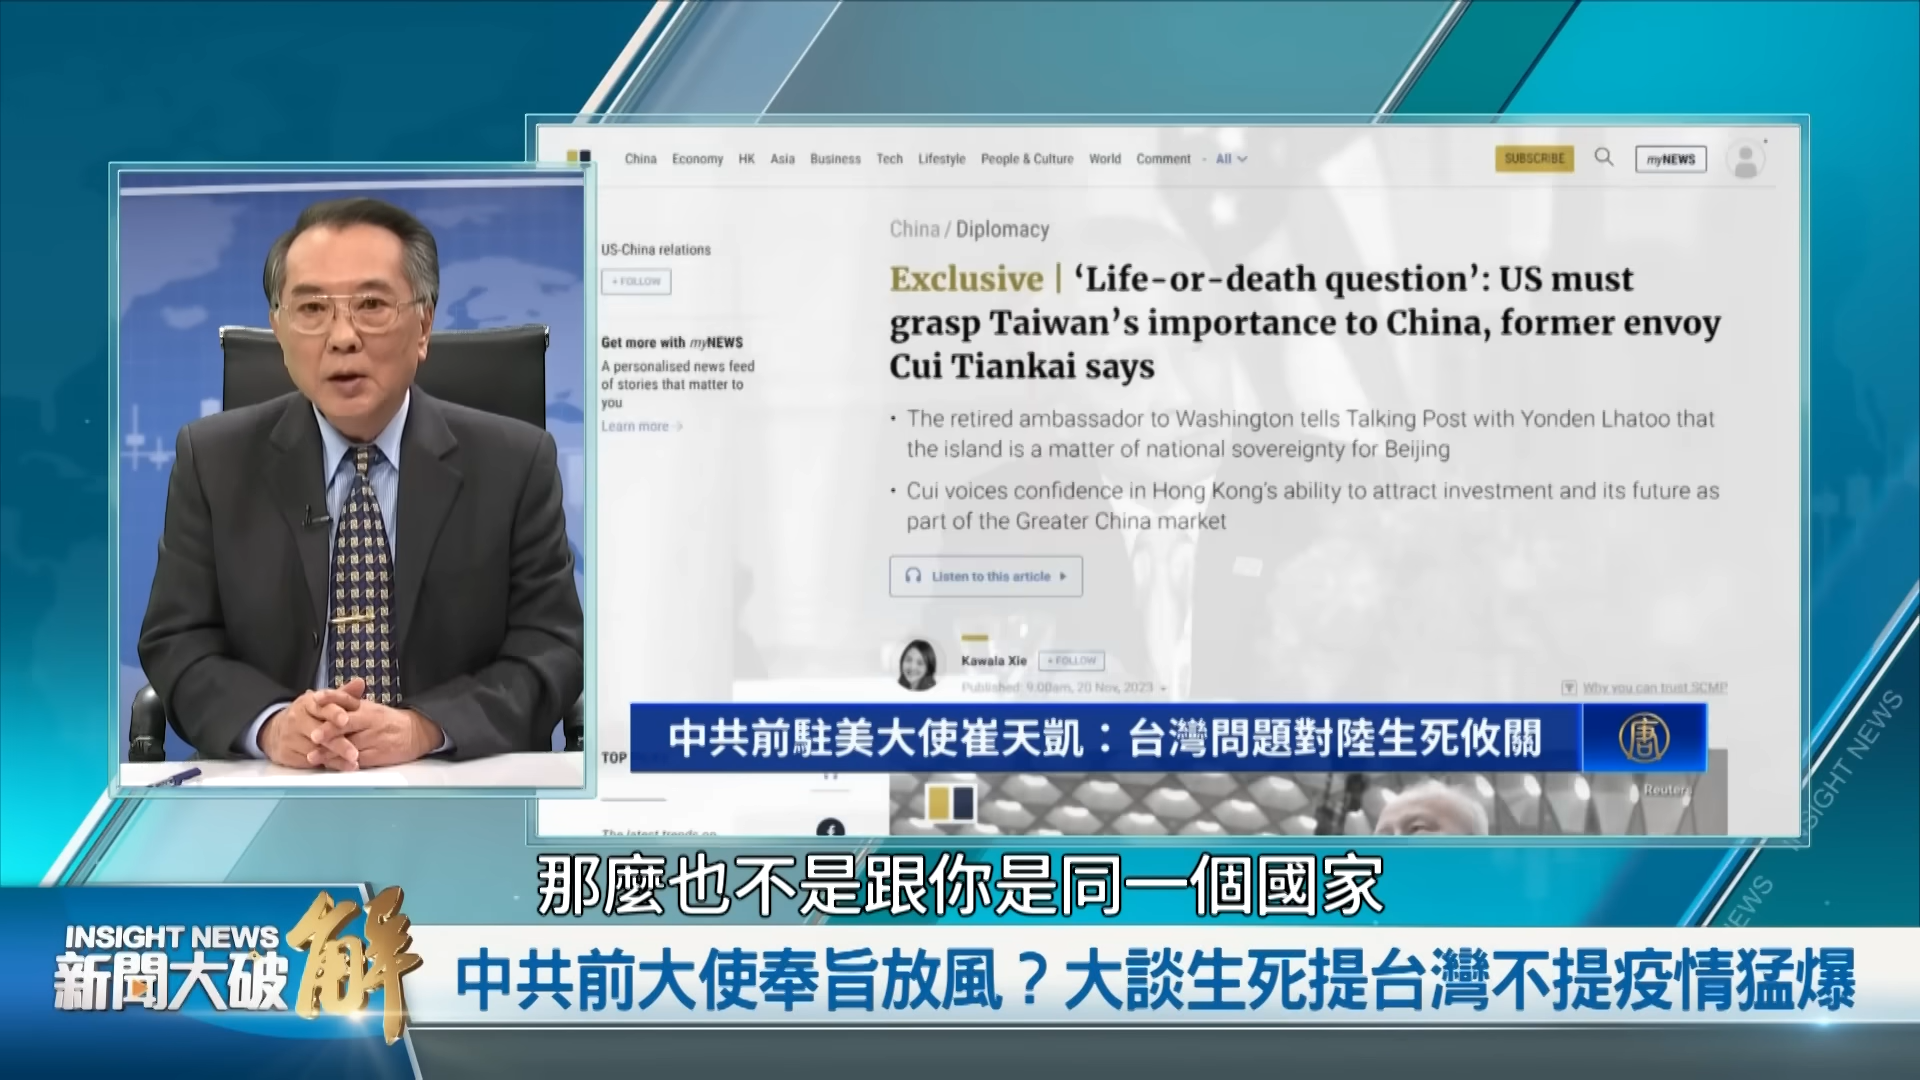 China Economy HK Asia Business Tech Lifestyle People & Culture World Comment · All
SUBSCRIBE
myNEWS
US-China relations
+ FOLLOW
Get more with myNEWS
A personalised news feed
of stories that matter to
you
Learn more
China / Diplomacy
Exclusive | ‘Life-or-death question’: US must
grasp Taiwan’s importance to China, former envoy
Cui Tiankai says
• The retired ambassador to Washington tells Talking Post with Yonden Lhatoo that
the island is a matter of national sovereignty for Beijing
• Cui voices confidence in Hong Kong’s ability to attract investment and its future as
part of the Greater China market
Listen to this article
Kawala Xie
+ FOLLOW
Published: 9:00am, 20 Nov, 2023
Why you can trust SCMP
中共前駐美大使崔天凱：台灣問題對陸生死攸關
唐
TOP
Reuters
The latest trends on
那麼也不是跟你是同一個國家
INSIGHT NEWS
新聞大破解
中共前大使奉旨放風？大談生死提台灣不提疫情猛爆
INSIGHT NEWS
NEWS